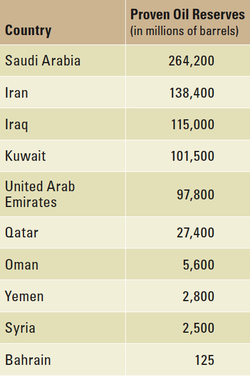 Country
Proven Oil Reserves
(in millions of barrels)
Saudi Arabia 264,200
Iran 138,400
Iraq 115,000
Kuwait 101,500
United Arab
Emirates 97,800
Qatar 27,400
Oman 5,600
Yemen 2,800
Syria 2,500
Bahrain 125